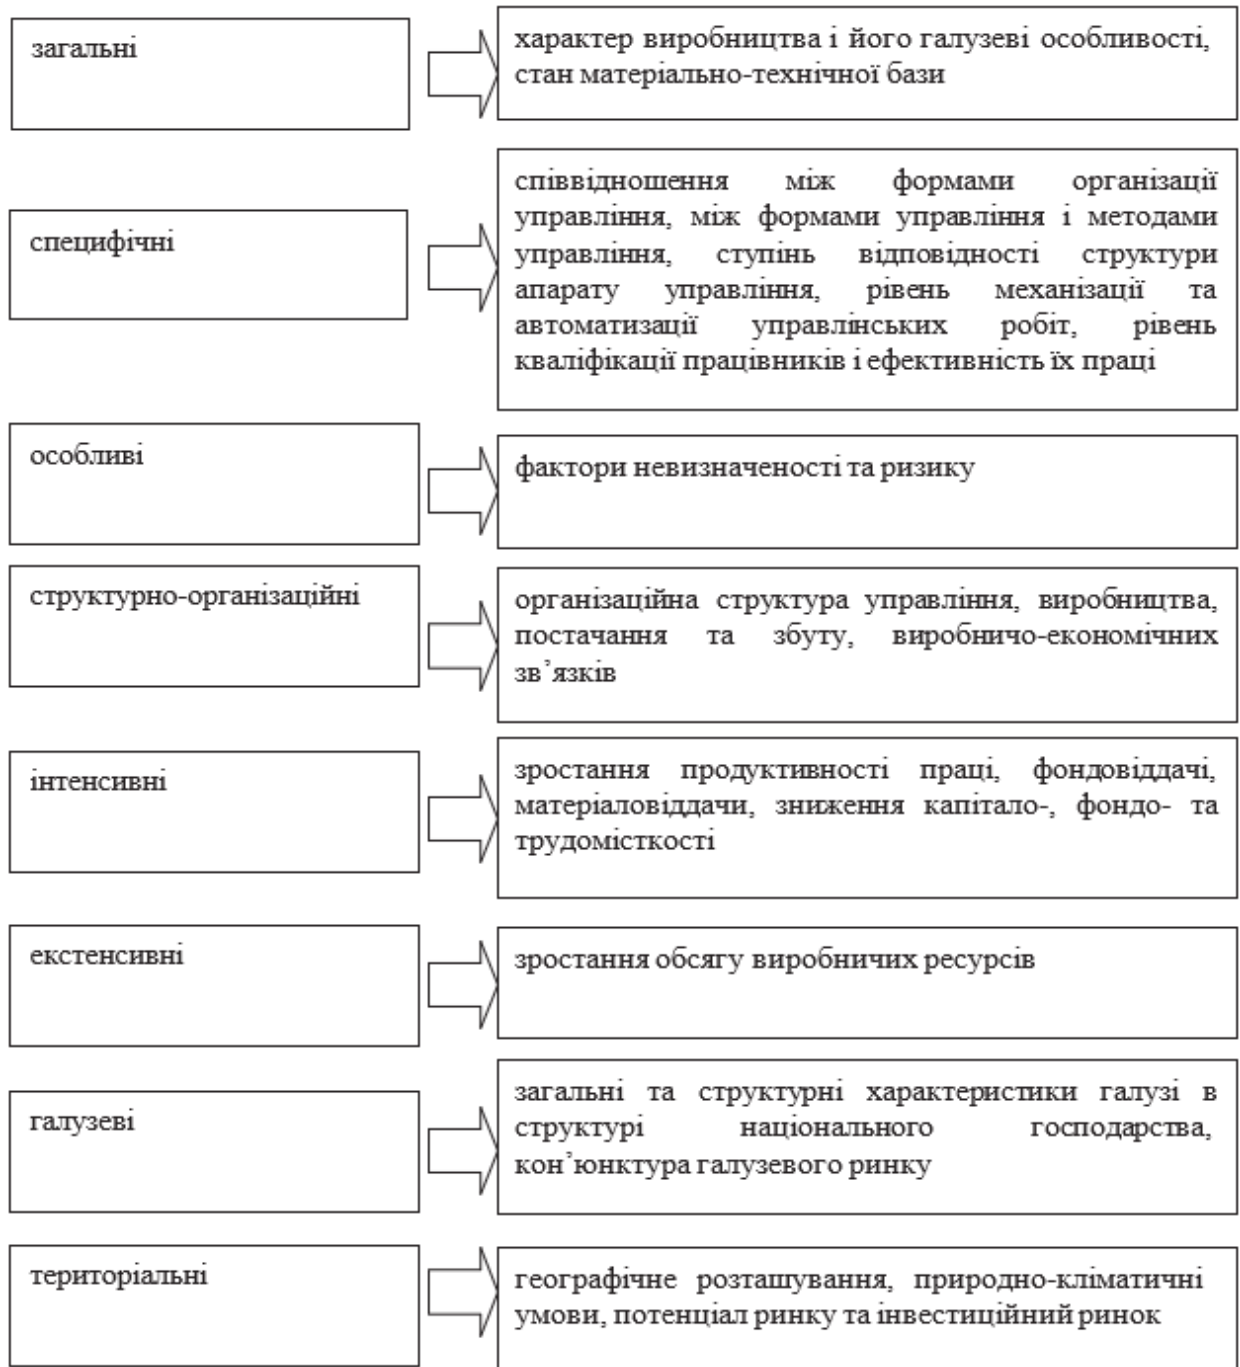 загальні
характер виробництва і його галузеві особливості,
стан матеріально-технічної бази
специфічні
співвідношення між формами організації
управління, між формами управління і методами
управління, ступінь відповідності структури
апарату управління, рівень механізації та
автоматизації управлінських робіт, рівень
кваліфікації працівників і ефективність їх праці
особливі
фактори невизначеності та ризику
структурно-організаційні
організаційна структура управління, виробництва,
постачання та збуту, виробничо-економічних
зв’язків
інтенсивні
зростання продуктивності праці, фондовіддачі,
матеріаловіддачи, зниження капітало-, фондо- та
трудомісткості
екстенсивні
зростання обсягу виробничих ресурсів
галузеві
загальні та структурні характеристики галузі в
структурі національного господарства,
кон’юнктура галузевого ринку
територіальні
географічне розташування, природно-кліматичні
умови, потенціал ринку та інвестиційний ринок